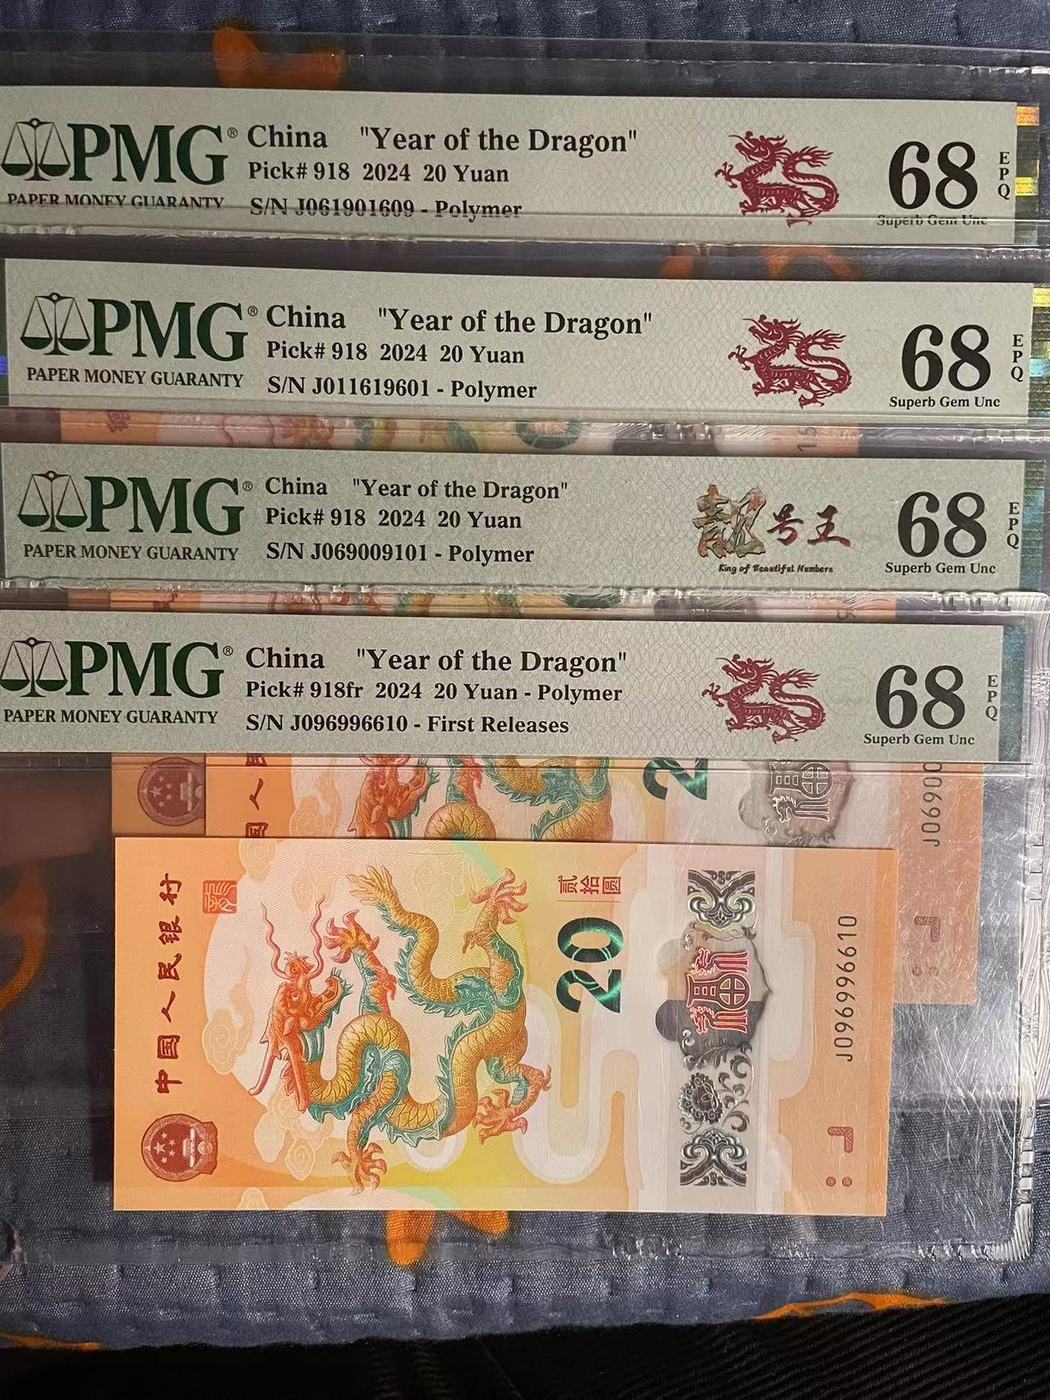 PMG®
PAPER MONEY GUARANTY
China "Year of the Dragon"
Pick# 918 2024 20 Yuan
S/N J061901609 - Polymer
68
EPQ
Superb Gem Unc
PMG®
PAPER MONEY GUARANTY
China "Year of the Dragon"
Pick# 918 2024 20 Yuan
S/N J011619601 - Polymer
68
EPQ
Superb Gem Unc
PMG®
PAPER MONEY GUARANTY
China "Year of the Dragon"
Pick# 918 2024 20 Yuan
S/N J069009101 - Polymer
靓号王
King of Beautiful Numbers
68
EPQ
Superb Gem Unc
PMG®
PAPER MONEY GUARANTY
China "Year of the Dragon"
Pick# 918fr 2024 20 Yuan - Polymer
S/N J096996610 - First Releases
68
EPQ
Superb Gem Unc
J06900
中国人民银行
贰拾圆
20
福
J096996610